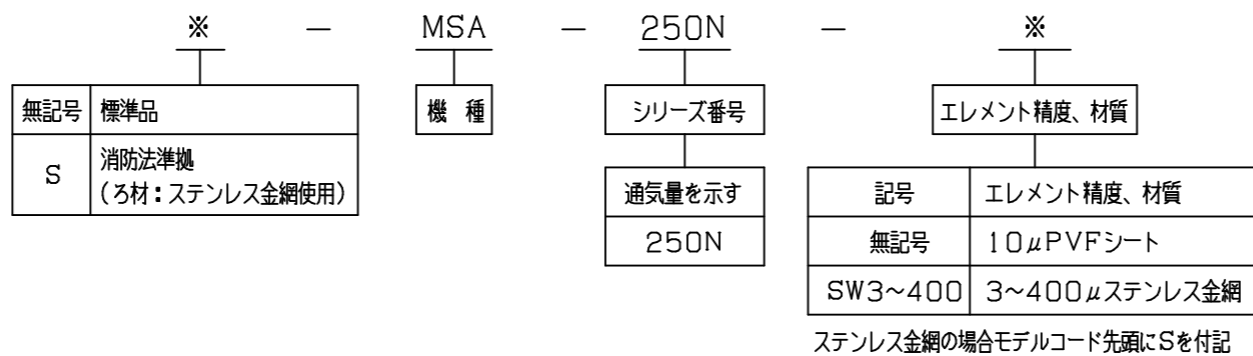 ※ － MSA － 250N － ※
無記号 標準品
S 消防法準拠
(ろ材：ステンレス金網使用)
機 種
シリーズ番号
通気量を示す
250N
エレメント精度、材質
記号 エレメント精度、材質
無記号 10μPVFシート
SW3~400 3~400μステンレス金網
ステンレス金網の場合モデルコード先頭にSを付記